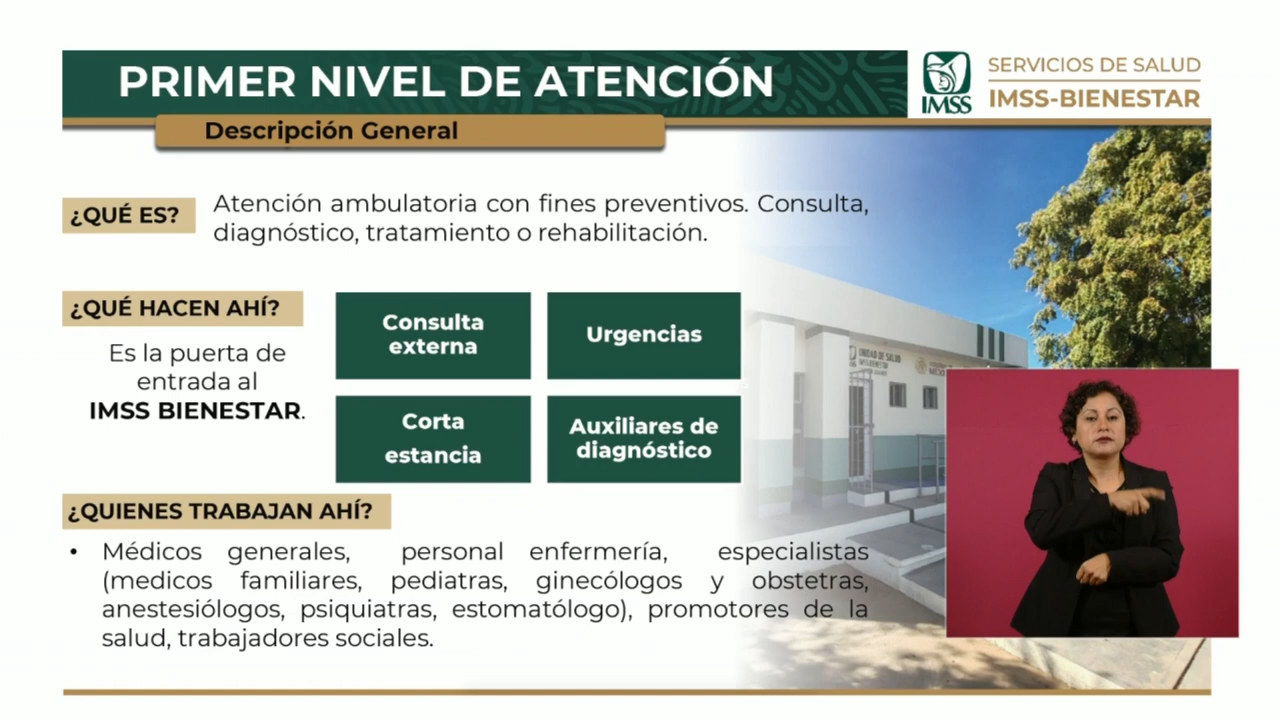 PRIMER NIVEL DE ATENCIÓN
IMSS
SERVICIOS DE SALUD
IMSS-BIENESTAR
Descripción General
¿QUÉ ES?
Atención ambulatoria con fines preventivos. Consulta,
diagnóstico, tratamiento o rehabilitación.
¿QUÉ HACEN AHÍ?
Es la puerta de
entrada al
IMSS BIENESTAR.
Consulta
externa
Urgencias
Corta
estancia
Auxiliares de
diagnóstico
UNIDAD DE SALUD
¿QUIENES TRABAJAN AHÍ?
• Médicos generales, personal enfermería, especialistas
(medicos familiares, pediatras, ginecólogos y obstetras,
anestesiólogos, psiquiatras, estomatólogo), promotores de la
salud, trabajadores sociales.